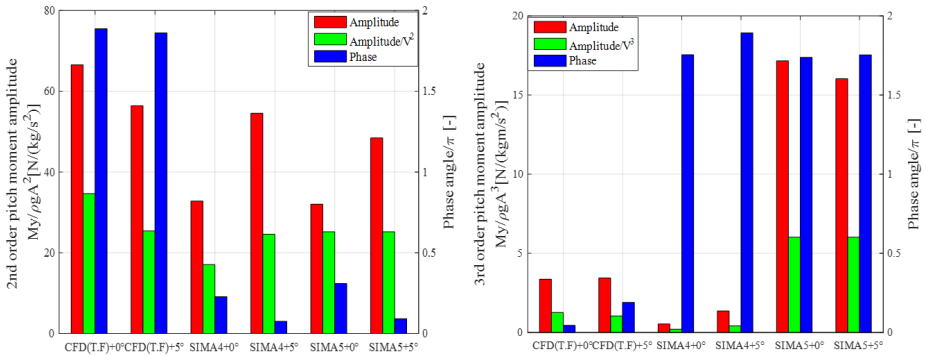 80
60
40
20
0
2nd order pitch moment amplitude
My/ρgA²[N/(kg/s²)]
Amplitude
Amplitude/V²
Phase
2
1.5
1
0.5
0
Phase angle/π [-]
CFD(T.F)+0° CFD(T.F)+5° SIMA4+0° SIMA4+5° SIMA5+0° SIMA5+5°
20
15
10
5
0
3rd order pitch moment amplitude
My/ρgA³[N/(kgm/s²)]
Amplitude
Amplitude/V³
Phase
2
1.5
1
0.5
0
Phase angle/π [-]
CFD(T.F)+0° CFD(T.F)+5° SIMA4+0° SIMA4+5° SIMA5+0° SIMA5+5°